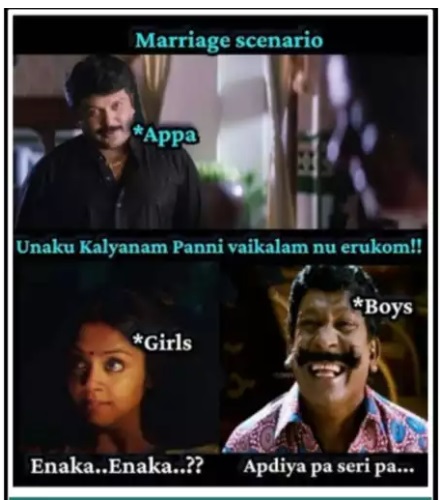 Marriage scenario
*Appa
Unaku Kalyanam Panni vaikalam nu erukom!!
*Girls
*Boys
Enaka..Enaka..??
Apdiya pa seri pa...